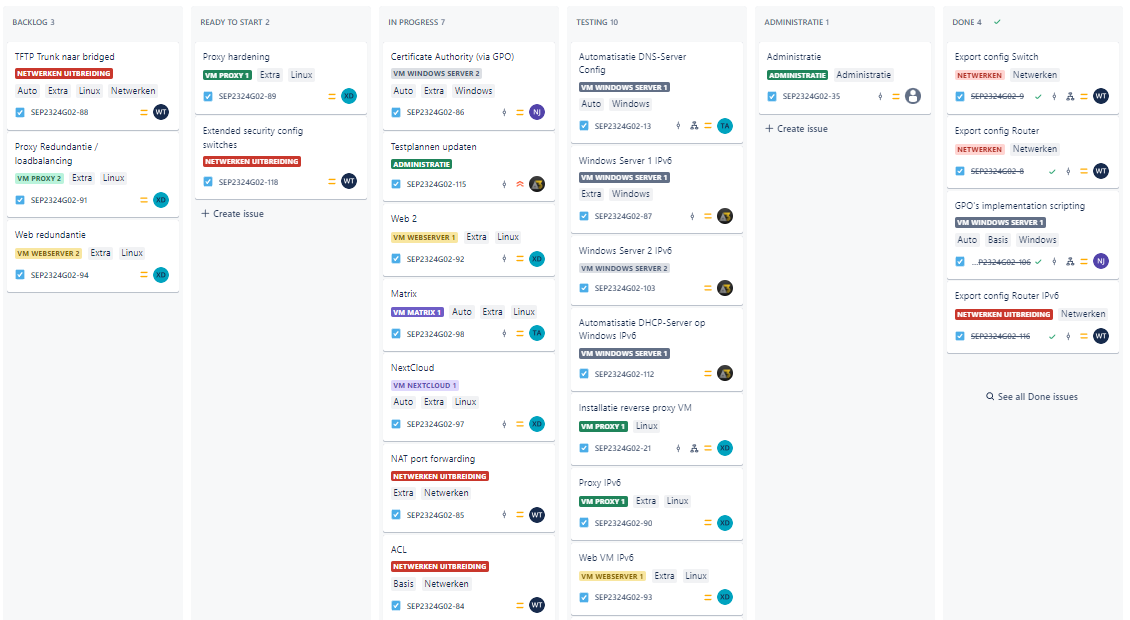 BACKLOG 3
TFTP Trunk naar bridged
NETWERKEN UITBREIDING
Auto Extra Linux Netwerken
SEP2324G02-88 WT
Proxy Redundantie /
loadbalancing
VM PROXY 2 Extra Linux
SEP2324G02-91 XD
Web redundantie
VM WEBSERVER 2 Extra Linux
SEP2324G02-94 XD
READY TO START 2
Proxy hardening
VM PROXY 1 Extra Linux
SEP2324G02-89 XD
Extended security config
switches
NETWERKEN UITBREIDING
SEP2324G02-118 WT
+ Create issue
IN PROGRESS 7
Certificate Authority (via GPO)
VM WINDOWS SERVER 2
Auto Extra Windows
SEP2324G02-86 NJ
Testplannen updaten
ADMINISTRATIE
SEP2324G02-115
Web 2
VM WEBSERVER 1 Extra Linux
SEP2324G02-92 XD
Matrix
VM MATRIX 1 Auto Extra Linux
SEP2324G02-98 TA
NextCloud
VM NEXTCLOUD 1
Auto Extra Linux
SEP2324G02-97 XD
NAT port forwarding
NETWERKEN UITBREIDING
Extra Netwerken
SEP2324G02-85 WT
ACL
NETWERKEN UITBREIDING
Basis Netwerken
SEP2324G02-84 WT
TESTING 10
Automatisatie DNS-Server
Config
VM WINDOWS SERVER 1
Auto Windows
SEP2324G02-13 TA
Windows Server 1 IPv6
VM WINDOWS SERVER 1
Extra Windows
SEP2324G02-87
Windows Server 2 IPv6
VM WINDOWS SERVER 2
SEP2324G02-103
Automatisatie DHCP-Server op
Windows IPv6
VM WINDOWS SERVER 1
SEP2324G02-112
Installatie reverse proxy VM
VM PROXY 1 Linux
SEP2324G02-21 XD
Proxy IPv6
VM PROXY 1 Extra Linux
SEP2324G02-90 XD
Web VM IPv6
VM WEBSERVER 1 Extra Linux
SEP2324G02-93 XD
ADMINISTRATIE 1
Administratie
ADMINISTRATIE Administratie
SEP2324G02-35
+ Create issue
DONE 4
Export config Switch
NETWERKEN Netwerken
SEP2324G02-9 WT
Export config Router
NETWERKEN Netwerken
SEP2324G02-8 WT
GPO's implementation scripting
VM WINDOWS SERVER 1
Auto Basis Windows
...P2324G02-106 NJ
Export config Router IPv6
NETWERKEN UITBREIDING Netwerken
SEP2324G02-116 WT
See all Done issues